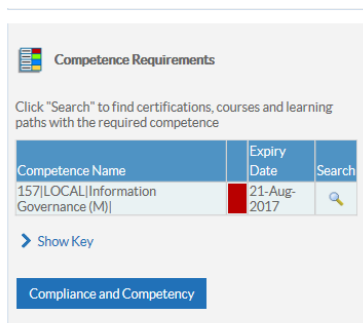 Competence Requirements
Click "Search" to find certifications, courses and learning
paths with the required competence
Competence Name
Expiry
Date
Search
157|LOCAL|Information
Governance (M)|
21-Aug-
2017
Show Key
Compliance and Competency